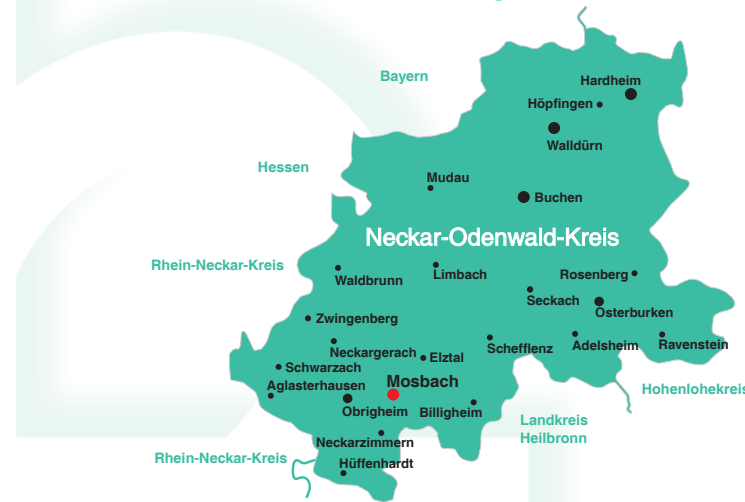 Bayern
Hardheim
Höpfingen
Walldürn
Hessen
Mudau
Buchen
Neckar-Odenwald-Kreis
Rhein-Neckar-Kreis
Waldbrunn
Limbach
Rosenberg
Seckach
Osterburken
Zwingenberg
Neckargerach
Elztal
Schefflenz
Adelsheim
Ravenstein
Schwarzach
Mosbach
Aglasterhausen
Obrigheim
Billigheim
Hohenlohekreis
Landkreis
Heilbronn
Neckarzimmern
Rhein-Neckar-Kreis
Hüffenhardt